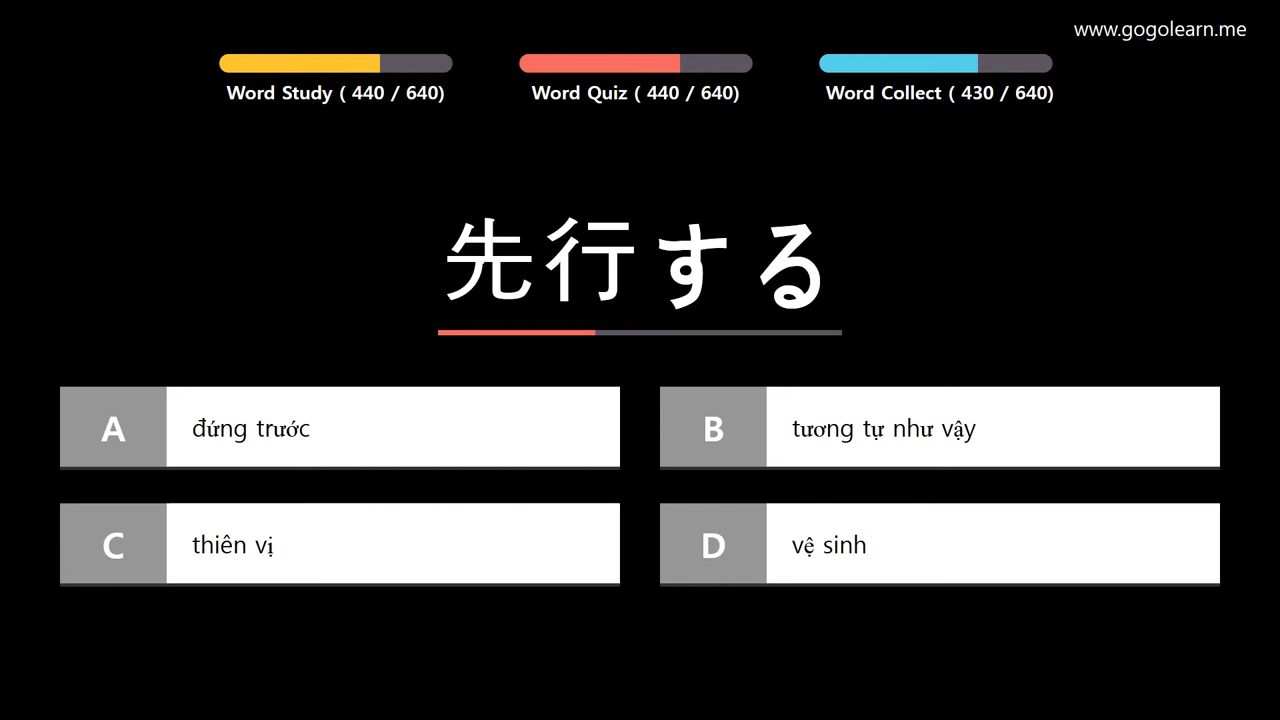 www.gogolearn.me
Word Study ( 440 / 640)
Word Quiz ( 440 / 640)
Word Collect ( 430 / 640)
先行する
A đứng trước
B tương tự như vậy
C thiên vị
D vệ sinh